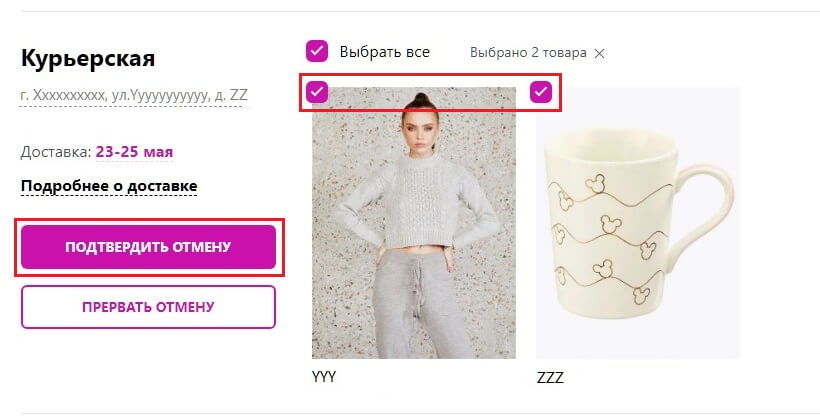 Курьерская
г. Xxxxxxxxxx, ул.Yyyyyyyyyyy, д. ZZ
Доставка: 23-25 мая
Подробнее о доставке
ПОДТВЕРДИТЬ ОТМЕНУ
ПРЕРВАТЬ ОТМЕНУ
Выбрать все Выбрано 2 товара ×
YYY
ZZZ